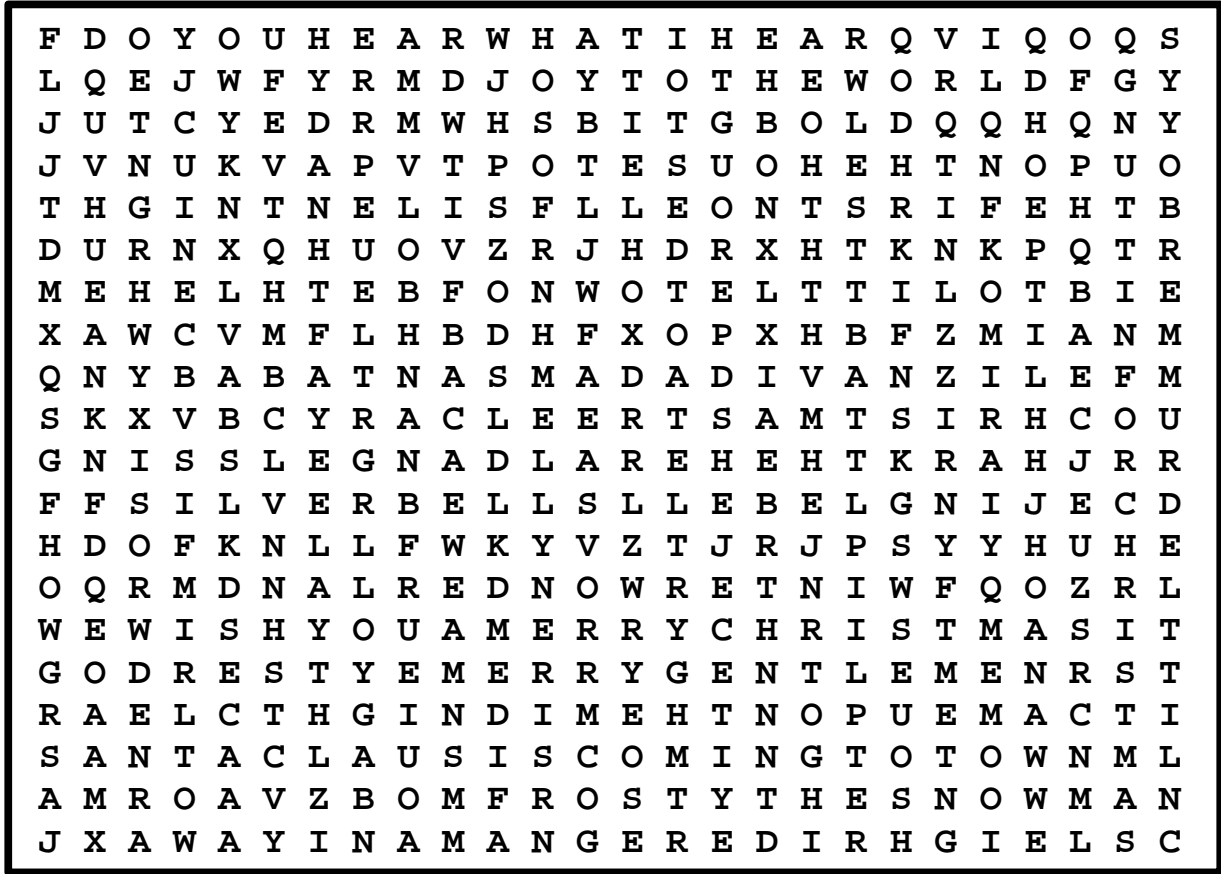 F D O Y O U H E A R W H A T I H E A R Q V I Q O Q S
L Q E J W F Y R M D J O Y T O T H E W O R L D F G Y
J U T C Y E D R M W H S B I T G B O L D Q Q H Q N Y
J V N U K V A P V T P O T E S U O H E H T N O P U O
T H G I N T N E L I S F L L E O N T S R I F E H T B
D U R N X Q H U O V Z R J H D R X H T K N K P Q T R
M E H E L H T E B F O N W O T E L T T I L O T B I E
X A W C V M F L H B D H F X O P X H B F Z M I A N M
Q N Y B A B A T N A S M A D A D I V A N Z I L E F M
S K X V B C Y R A C L E E R T S A M T S I R H C O U
G N I S S L E G N A D L A R E H E H T K R A H J R R
F F S I L V E R B E L L S L L E B E L G N I J E C D
H D O F K N L L F W K Y V Z T J R J P S Y Y H U H E
O Q R M D N A L R E D N O W R E T N I W F Q O Z R L
W E W I S H Y O U A M E R R Y C H R I S T M A S I T
G O D R E S T Y E M E R R Y G E N T L E M E N R S T
R A E L C T H G I N D I M E H T N O P U E M A C T I
S A N T A C L A U S I S C O M I N G T O T O W N M L
A M R O A V Z B O M F R O S T Y T H E S N O W M A N
J X A W A Y I N A M A N G E R E D I R H G I E L S C